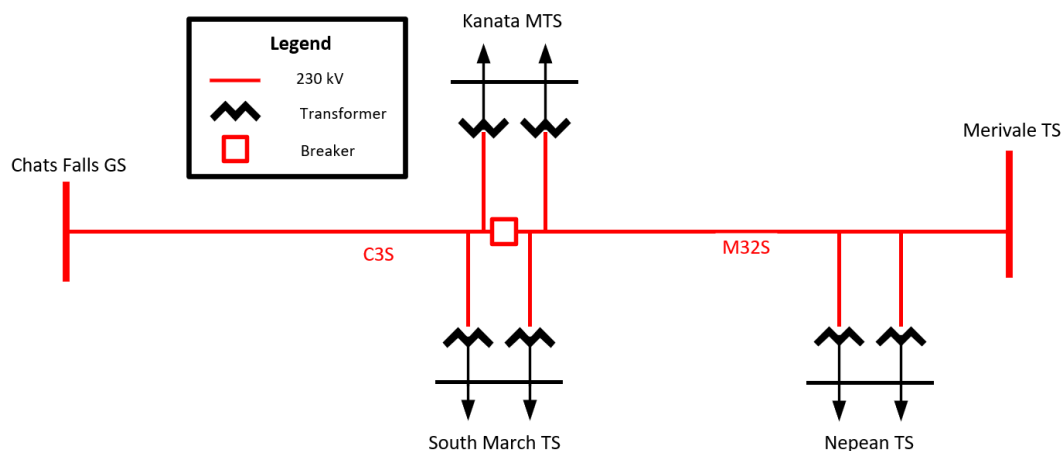 Kanata MTS
Legend
230 kV
Transformer
Breaker
Merivale TS
Chats Falls GS
C3S
M32S
South March TS
Nepean TS